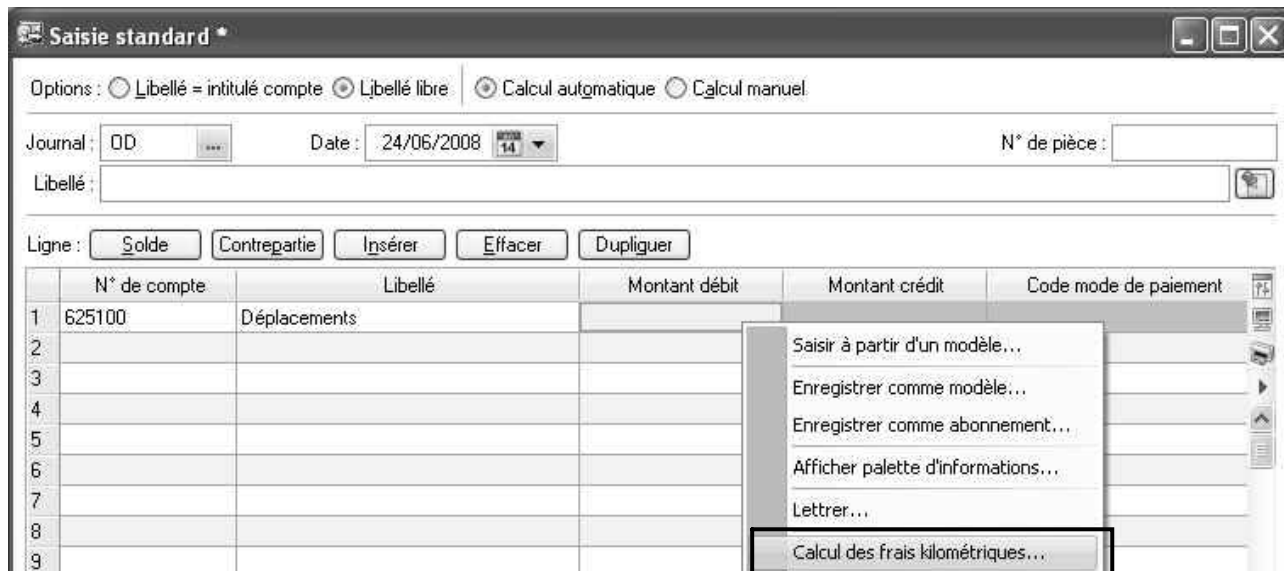 Saisie standard *
Options : Libellé = intitulé compte Libellé libre Calcul automatique Calcul manuel
Journal : OD ... Date : 24/06/2008 14 N° de pièce :
Libellé :
Ligne : Solde Contrepartie Insérer Effacer Dupliquer
N° de compte Libellé Montant débit Montant crédit Code mode de paiement
1 625100 Déplacements
2
3
4
5
6
7
8
9
Saisir à partir d'un modèle...
Enregistrer comme modèle...
Enregistrer comme abonnement...
Afficher palette d'informations...
Lettrer...
Calcul des frais kilométriques...